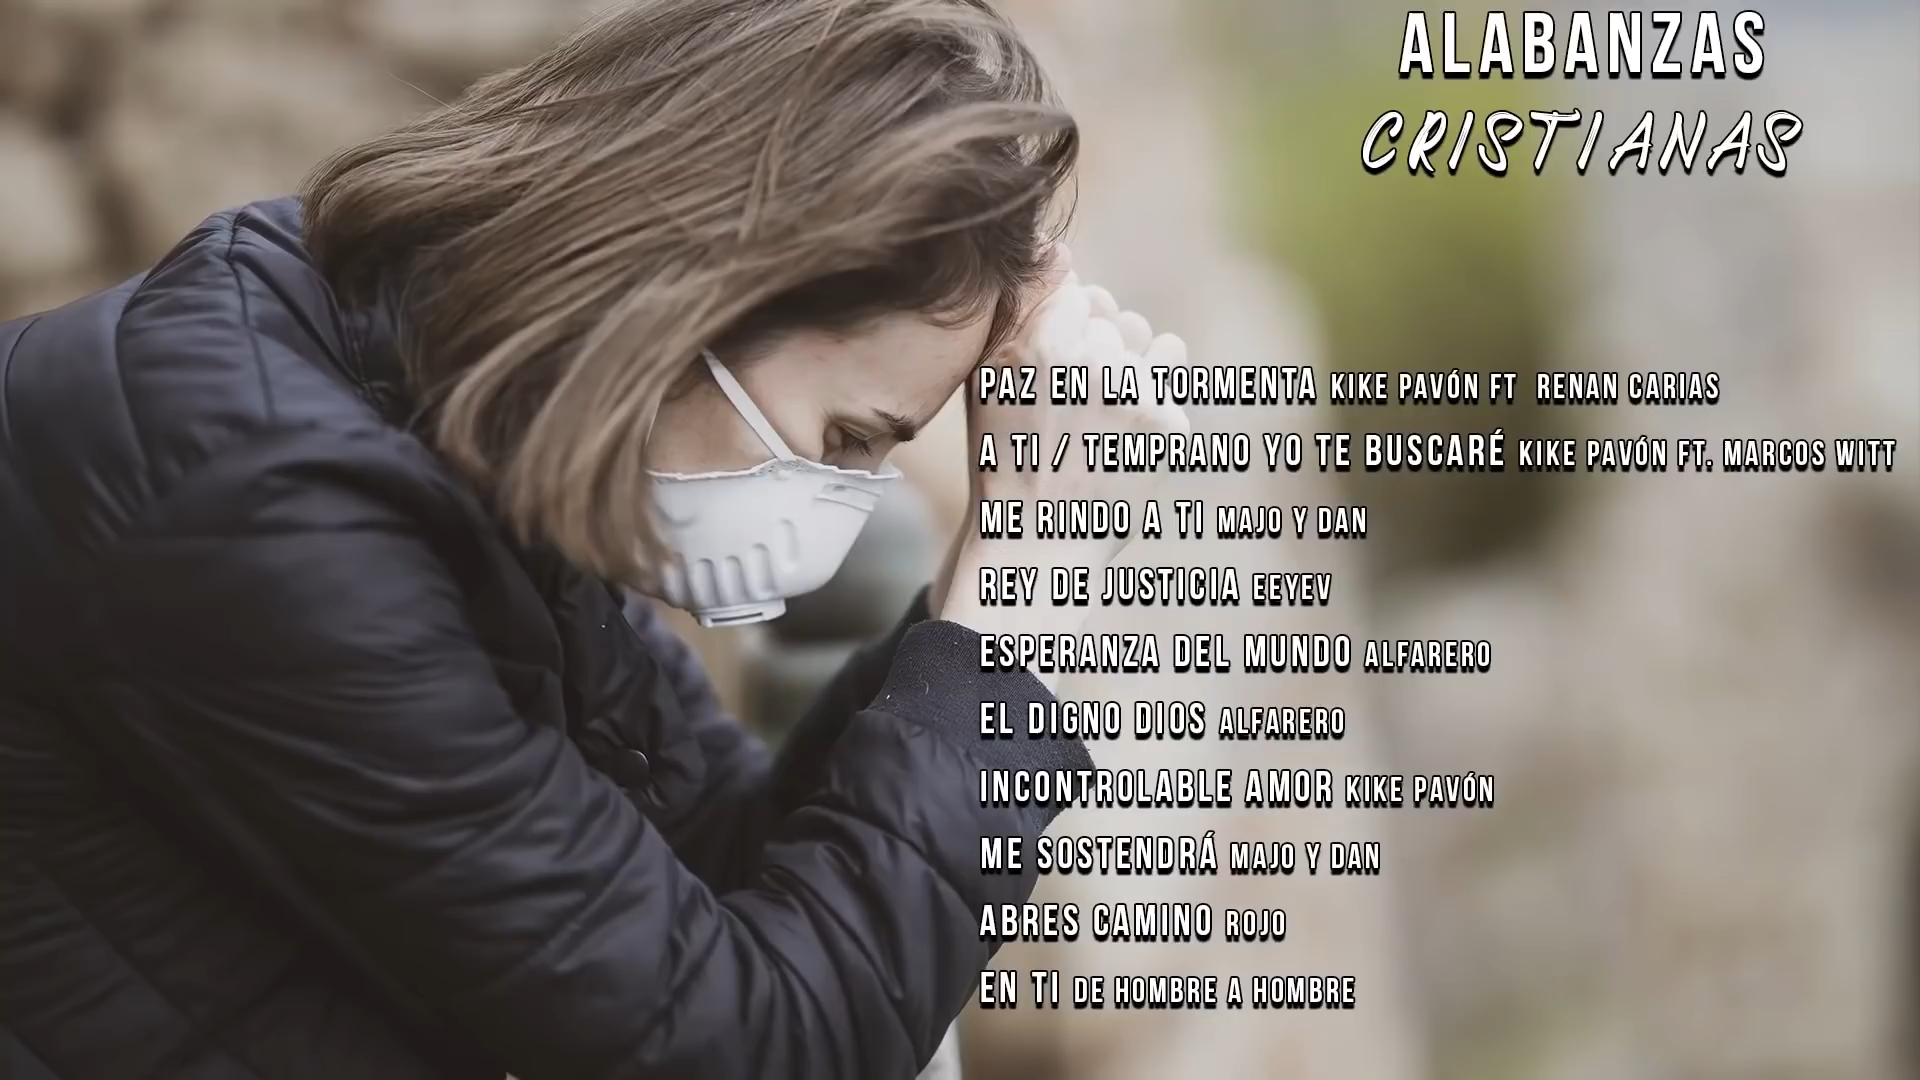 ALABANZAS
CRISTIANAS
PAZ EN LA TORMENTA KIKE PAVÓN FT RENAN CARIAS
A TI / TEMPRANO YO TE BUSCARÉ KIKE PAVÓN FT. MARCOS WITT
ME RINDO A TI MAJO Y DAN
REY DE JUSTICIA EEYEV
ESPERANZA DEL MUNDO ALFARERO
EL DIGNO DIOS ALFARERO
INCONTROLABLE AMOR KIKE PAVÓN
ME SOSTENDRÁ MAJO Y DAN
ABRES CAMINO ROJO
EN TI DE HOMBRE A HOMBRE